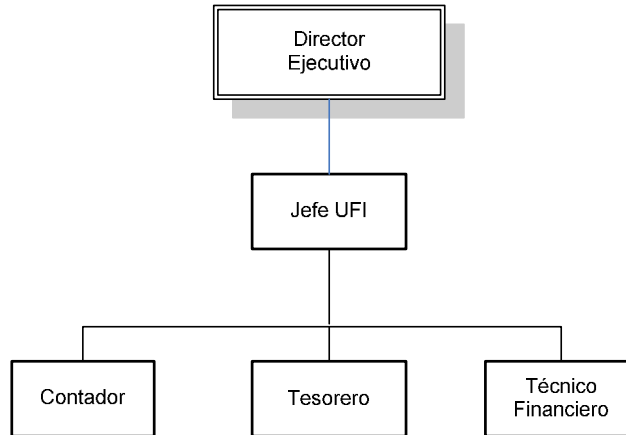 Director
Ejecutivo
Jefe UFI
Contador
Tesorero
Técnico
Financiero